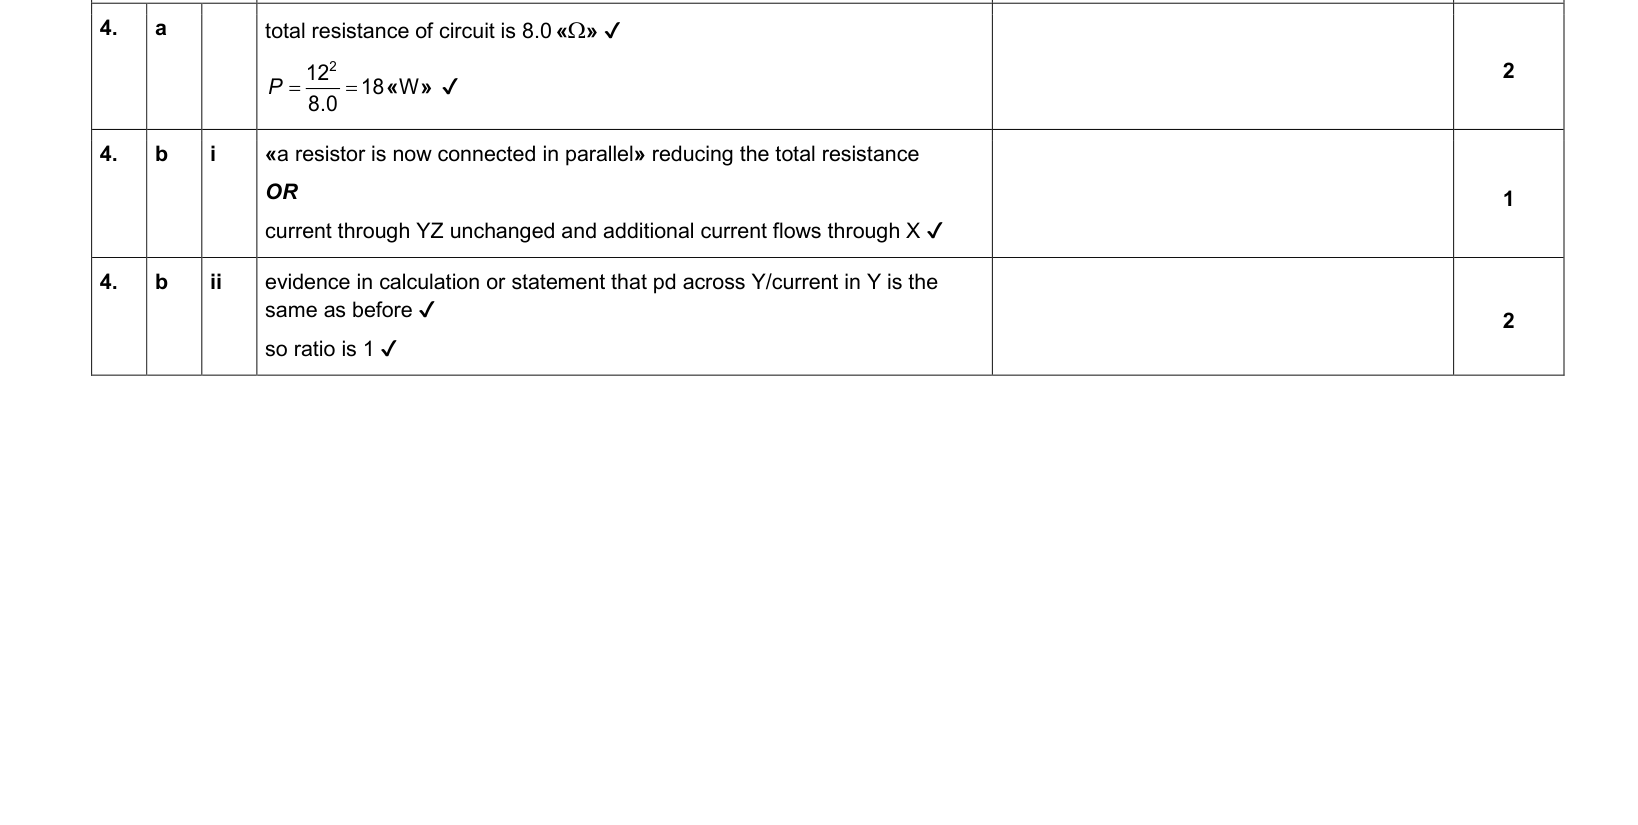 4. a total resistance of circuit is 8.0 «Ω» ✓
P = 12²/8.0 = 18 «W» ✓
2
4. b i «a resistor is now connected in parallel» reducing the total resistance
OR
current through YZ unchanged and additional current flows through X ✓
1
4. b ii evidence in calculation or statement that pd across Y/current in Y is the
same as before ✓
so ratio is 1 ✓
2